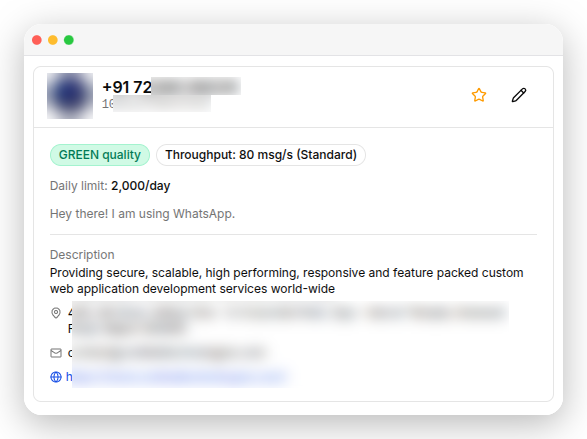 +91 72
10
GREEN quality
Throughput: 80 msg/s (Standard)
Daily limit: 2,000/day
Hey there! I am using WhatsApp.
Description
Providing secure, scalable, high performing, responsive and feature packed custom
web application development services world-wide